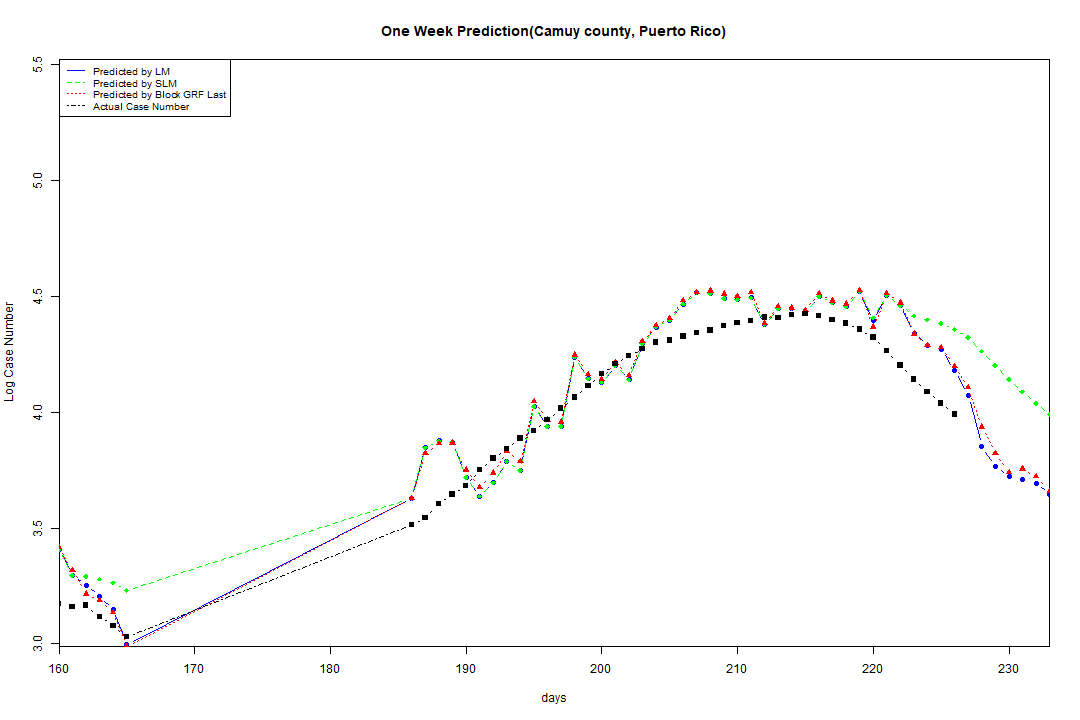 One Week Prediction(Camuy county, Puerto Rico)
Predicted by LM
Predicted by SLM
Predicted by Block GRF Last
Actual Case Number
5.5
5.0
4.5
4.0
3.5
3.0
Log Case Number
160 170 180 190 200 210 220 230
days